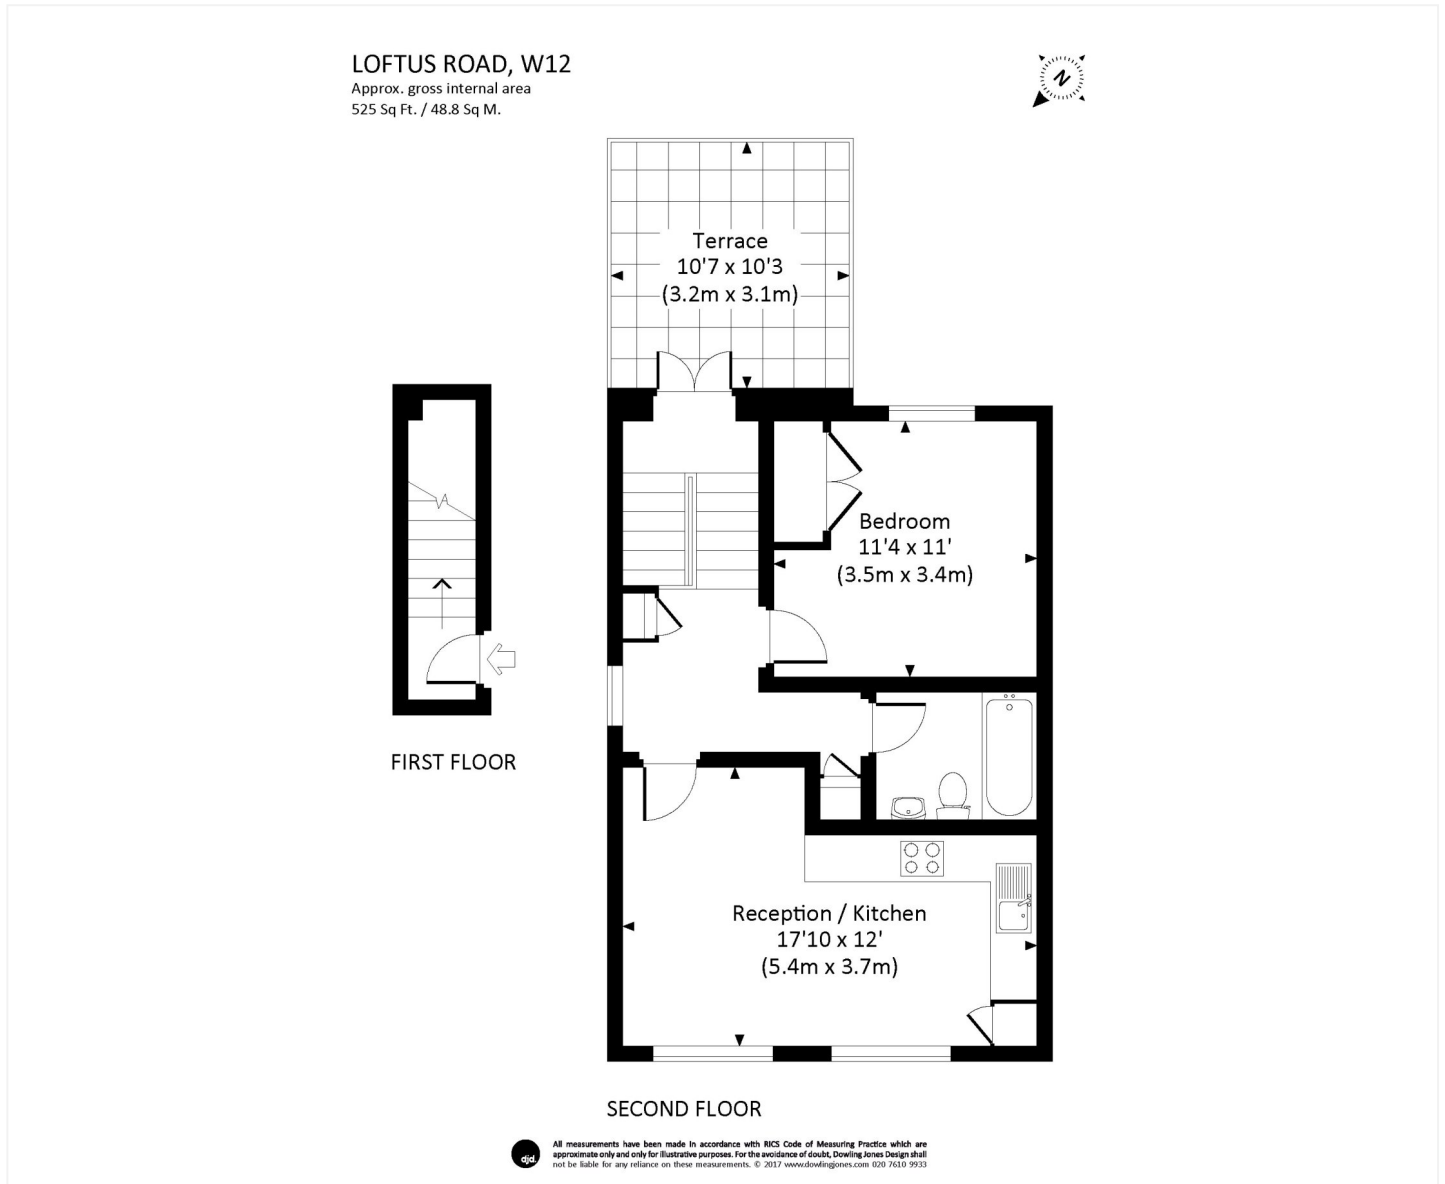 LOFTUS ROAD, W12
Approx. gross internal area
525 Sq Ft. / 48.8 Sq M.
N
Terrace
10'7 x 10'3
(3.2m x 3.1m)
Bedroom
11'4 x 11'
(3.5m x 3.4m)
FIRST FLOOR
Reception / Kitchen
17'10 x 12'
(5.4m x 3.7m)
SECOND FLOOR
djd.
All measurements have been made in accordance with RICS Code of Measuring Practice which are
approximate only and only for illustrative purposes. For the avoidance of doubt, Dowling Jones Design shall
not be liable for any reliance on these measurements. © 2017 www.dowlingjones.com 020 7610 9933